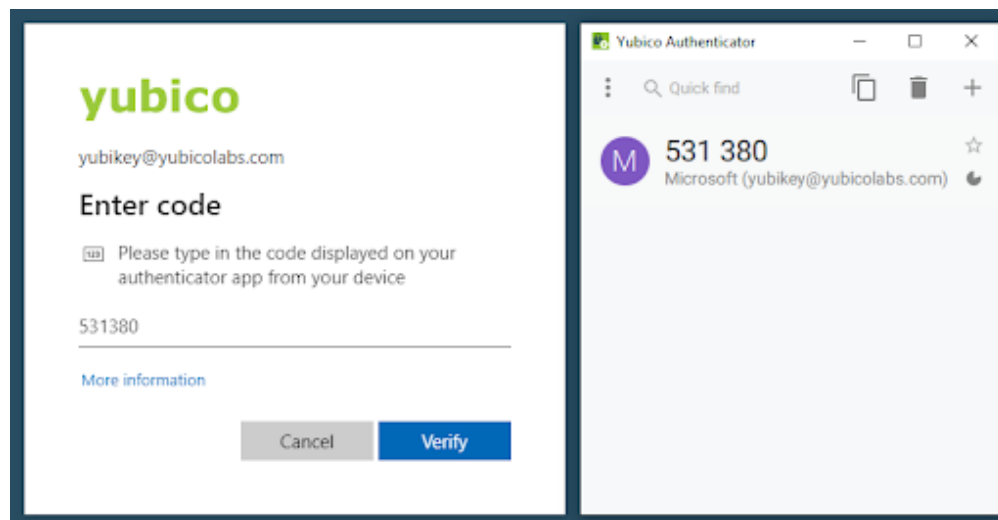 yubico
yubikey@yubicolabs.com
Enter code
123
Please type in the code displayed on your
authenticator app from your device
531380
More information
Cancel
Verify
Yubico Authenticator
Quick find
M
531 380
Microsoft (yubikey@yubicolabs.com)